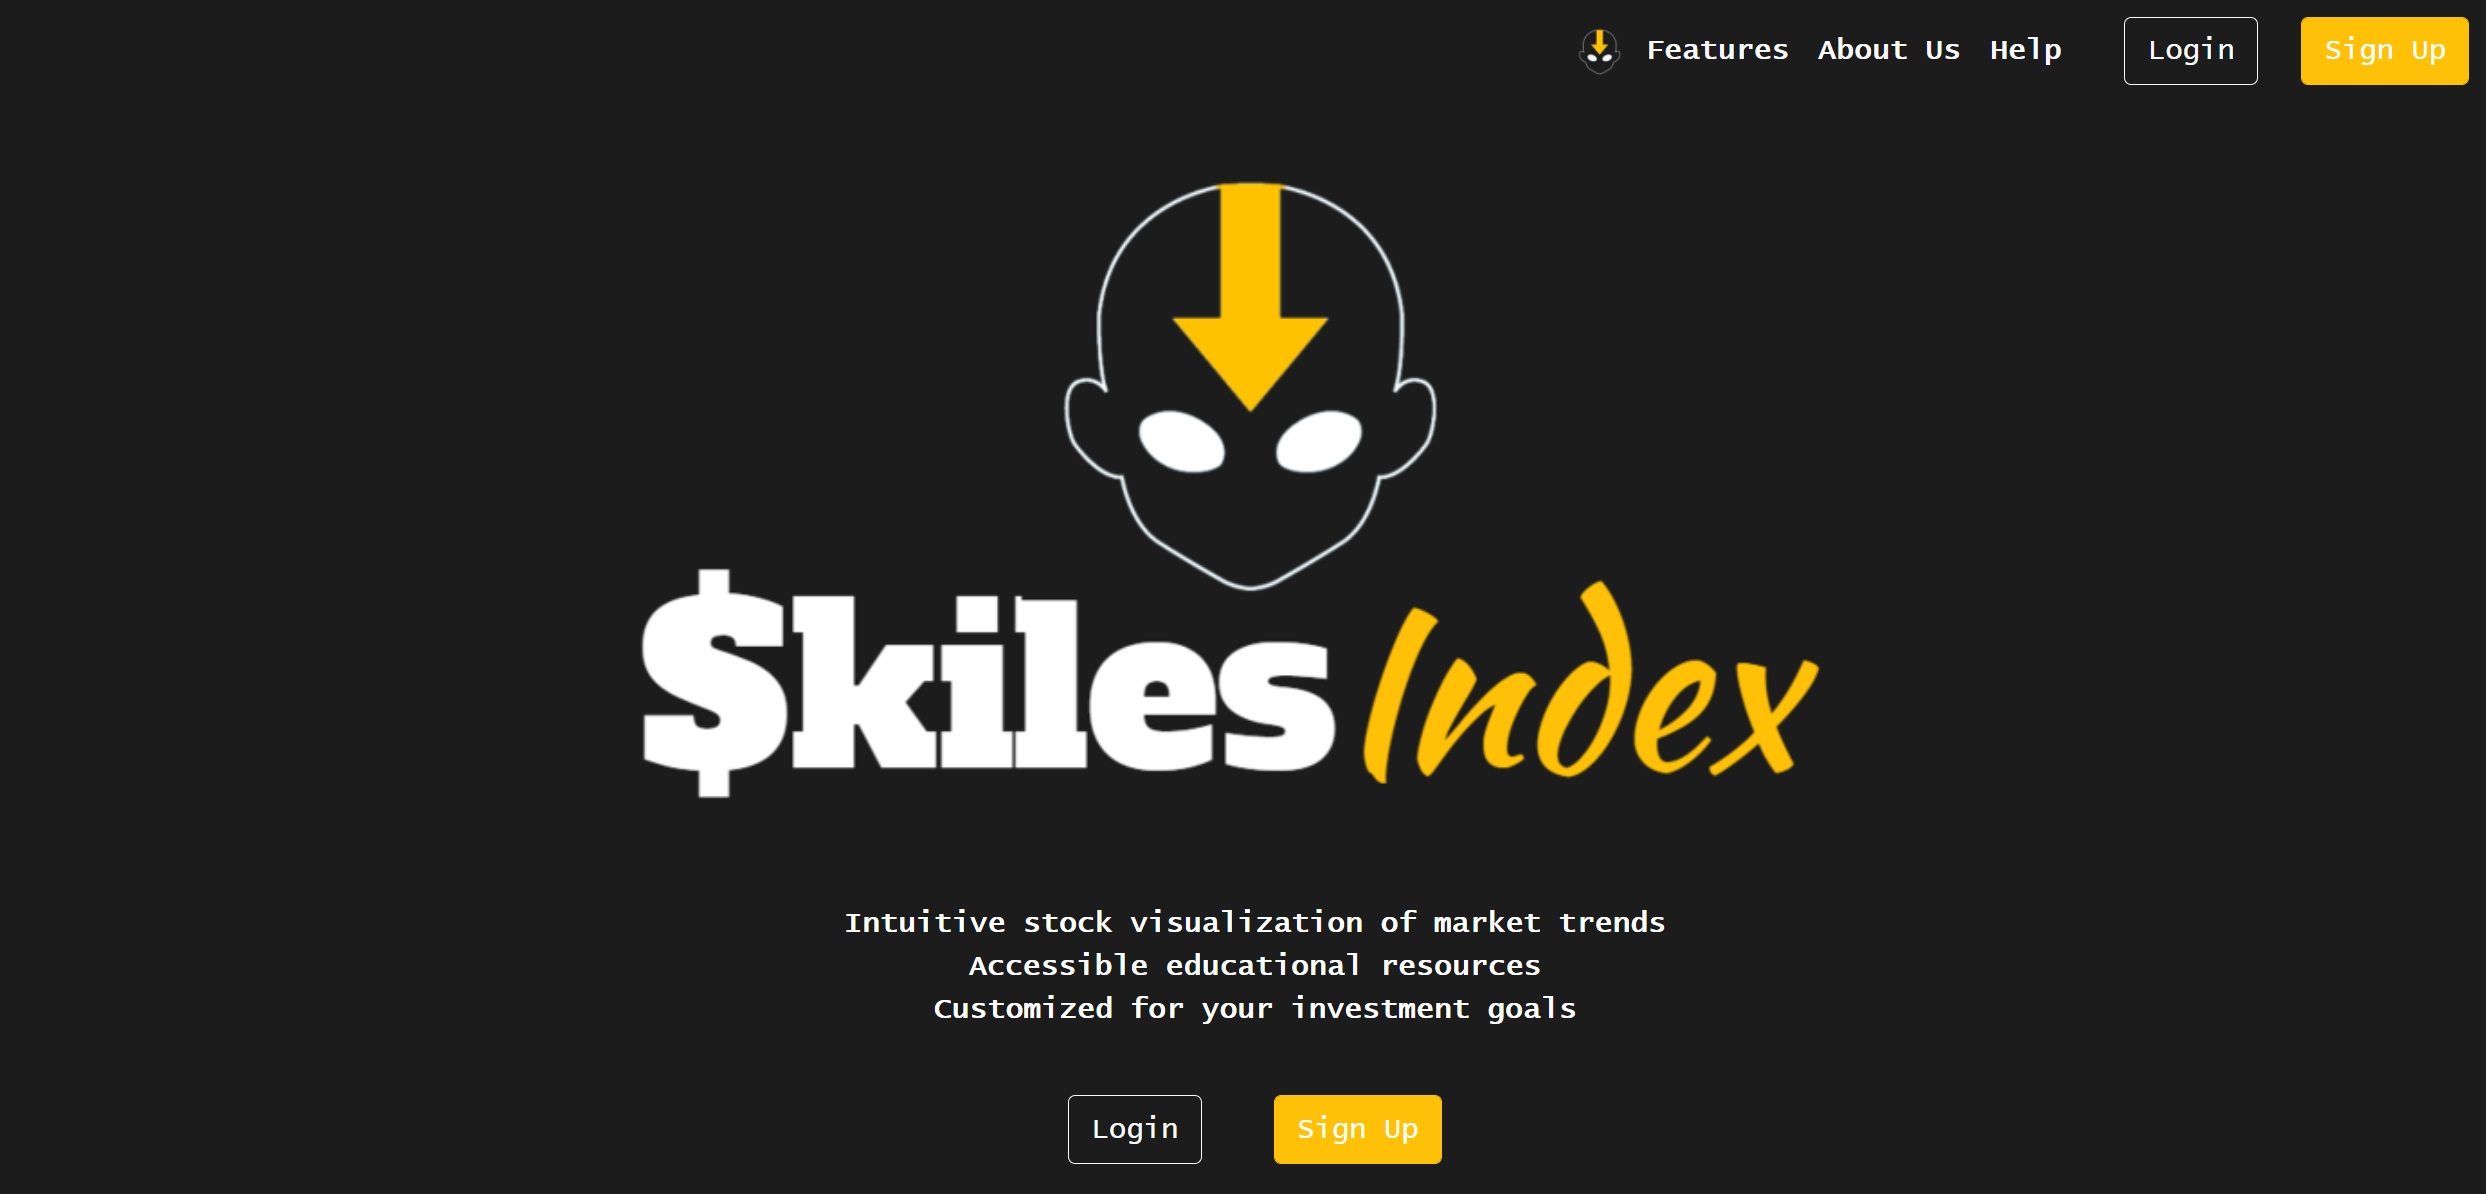 Features About Us Help Login Sign Up
$kiles Index
Intuitive stock visualization of market trends
Accessible educational resources
Customized for your investment goals
Login Sign Up